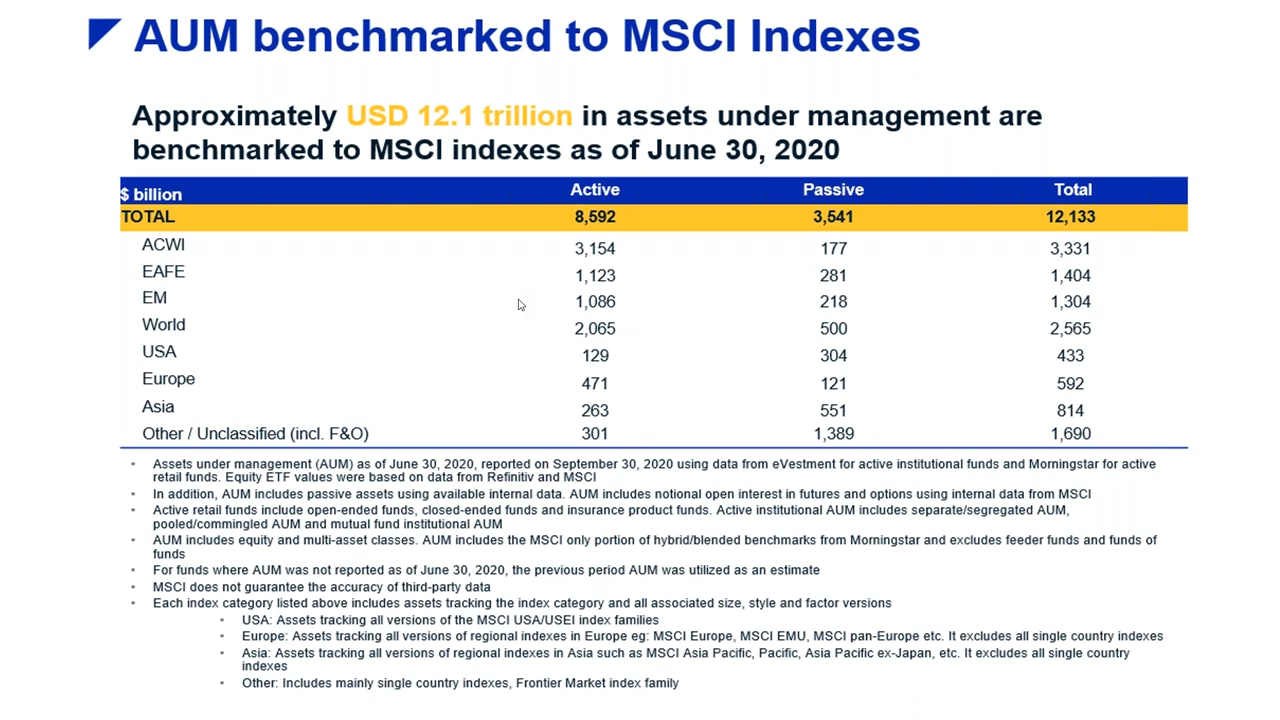 AUM benchmarked to MSCI Indexes
Approximately USD 12.1 trillion in assets under management are
benchmarked to MSCI indexes as of June 30, 2020
$ billion Active Passive Total
TOTAL 8,592 3,541 12,133
ACWI 3,154 177 3,331
EAFE 1,123 281 1,404
EM 1,086 218 1,304
World 2,065 500 2,565
USA 129 304 433
Europe 471 121 592
Asia 263 551 814
Other / Unclassified (incl. F&O) 301 1,389 1,690
• Assets under management (AUM) as of June 30, 2020, reported on September 30, 2020 using data from eVestment for active institutional funds and Morningstar for active
retail funds. Equity ETF values were based on data from Refinitiv and MSCI
• In addition, AUM includes passive assets using available internal data. AUM includes notional open interest in futures and options using internal data from MSCI
• Active retail funds include open-ended funds, closed-ended funds and insurance product funds. Active institutional AUM includes separate/segregated AUM,
pooled/commingled AUM and mutual fund institutional AUM
• AUM includes equity and multi-asset classes. AUM includes the MSCI only portion of hybrid/blended benchmarks from Morningstar and excludes feeder funds and funds of
funds
• For funds where AUM was not reported as of June 30, 2020, the previous period AUM was utilized as an estimate
• MSCI does not guarantee the accuracy of third-party data
• Each index category listed above includes assets tracking the index category and all associated size, style and factor versions
• USA: Assets tracking all versions of the MSCI USA/USEI index families
• Europe: Assets tracking all versions of regional indexes in Europe eg: MSCI Europe, MSCI EMU, MSCI pan-Europe etc. It excludes all single country indexes
• Asia: Assets tracking all versions of regional indexes in Asia such as MSCI Asia Pacific, Pacific, Asia Pacific ex-Japan, etc. It excludes all single country
indexes
• Other: Includes mainly single country indexes, Frontier Market index family